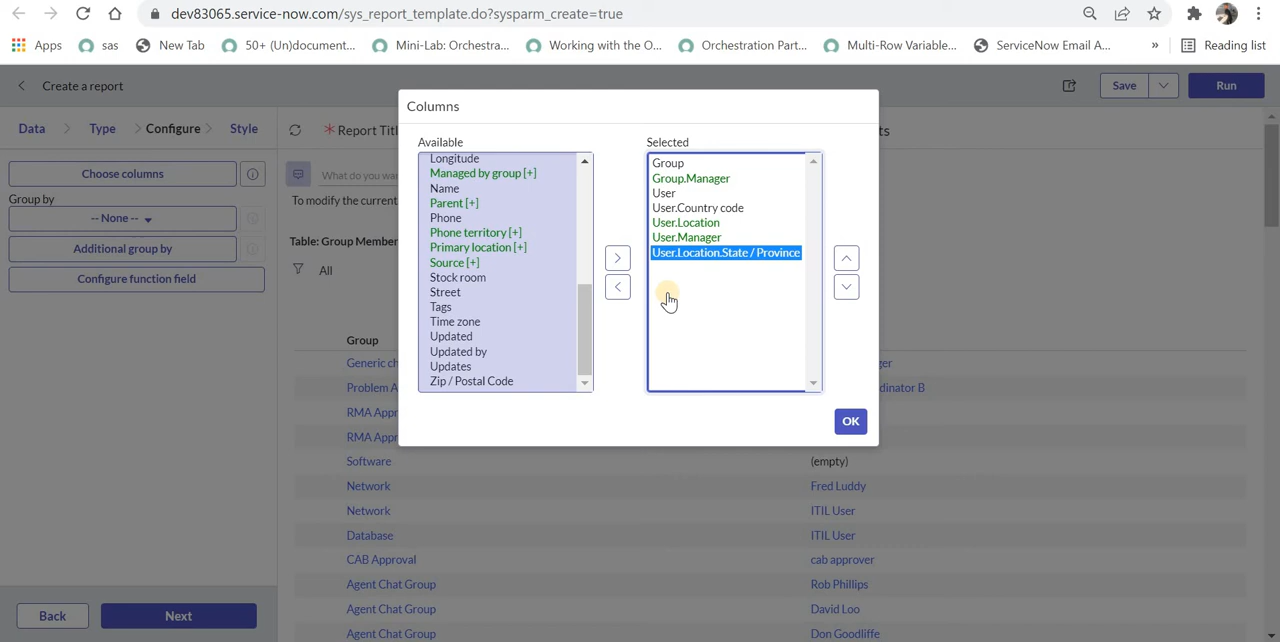 dev83065.service-now.com/sys_report_template.do?sysparm_create=true
Apps sas New Tab 50+ (Un)document... Mini-Lab: Orchestra... Working with the O... Orchestration Part... Multi-Row Variable... ServiceNow Email A... » Reading list
Create a report Save Run
Data Type Configure Style
* Report Titl
ts
Choose columns
What do you wan
Group by
To modify the current
-- None --
Additional group by
Table: Group Member
Configure function field
All
Columns
Available
Longitude
Managed by group [+]
Name
Parent [+]
Phone
Phone territory [+]
Primary location [+]
Source [+]
Stock room
Street
Tags
Time zone
Updated
Updated by
Updates
Zip / Postal Code
Selected
Group
Group.Manager
User
User.Country code
User.Location
User.Manager
User.Location.State / Province
OK
Group
Generic ch ger
Problem A rdinator B
RMA Appr
RMA Appr
Software (empty)
Network Fred Luddy
Network ITIL User
Database ITIL User
CAB Approval cab approver
Agent Chat Group Rob Phillips
Agent Chat Group David Loo
Agent Chat Group Don Goodliffe
Back Next